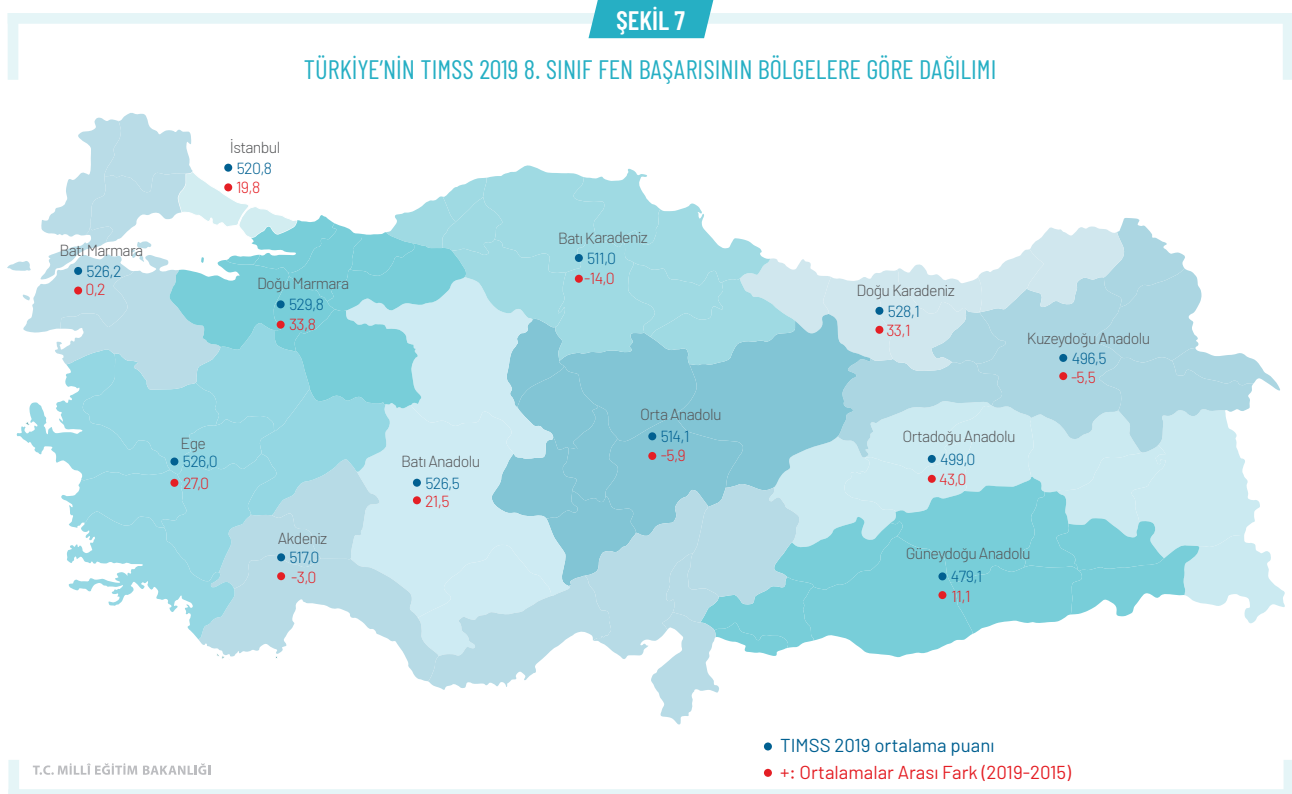 ŞEKİL 7
TÜRKİYE'NİN TIMSS 2019 8. SINIF FEN BAŞARISININ BÖLGELERE GÖRE DAĞILIMI
İstanbul
520,8
19,8
Batı Marmara
526,2
0,2
Doğu Marmara
529,8
33,8
Batı Karadeniz
511,0
-14,0
Doğu Karadeniz
528,1
33,1
Kuzeydoğu Anadolu
496,5
-5,5
Orta Anadolu
514,1
-5,9
Ortadoğu Anadolu
499,0
43,0
Ege
526,0
27,0
Batı Anadolu
526,5
21,5
Akdeniz
517,0
-3,0
Güneydoğu Anadolu
479,1
11,1
TIMSS 2019 ortalama puanı
+: Ortalamalar Arası Fark (2019-2015)
T.C. MİLLÎ EĞİTİM BAKANLIĞI